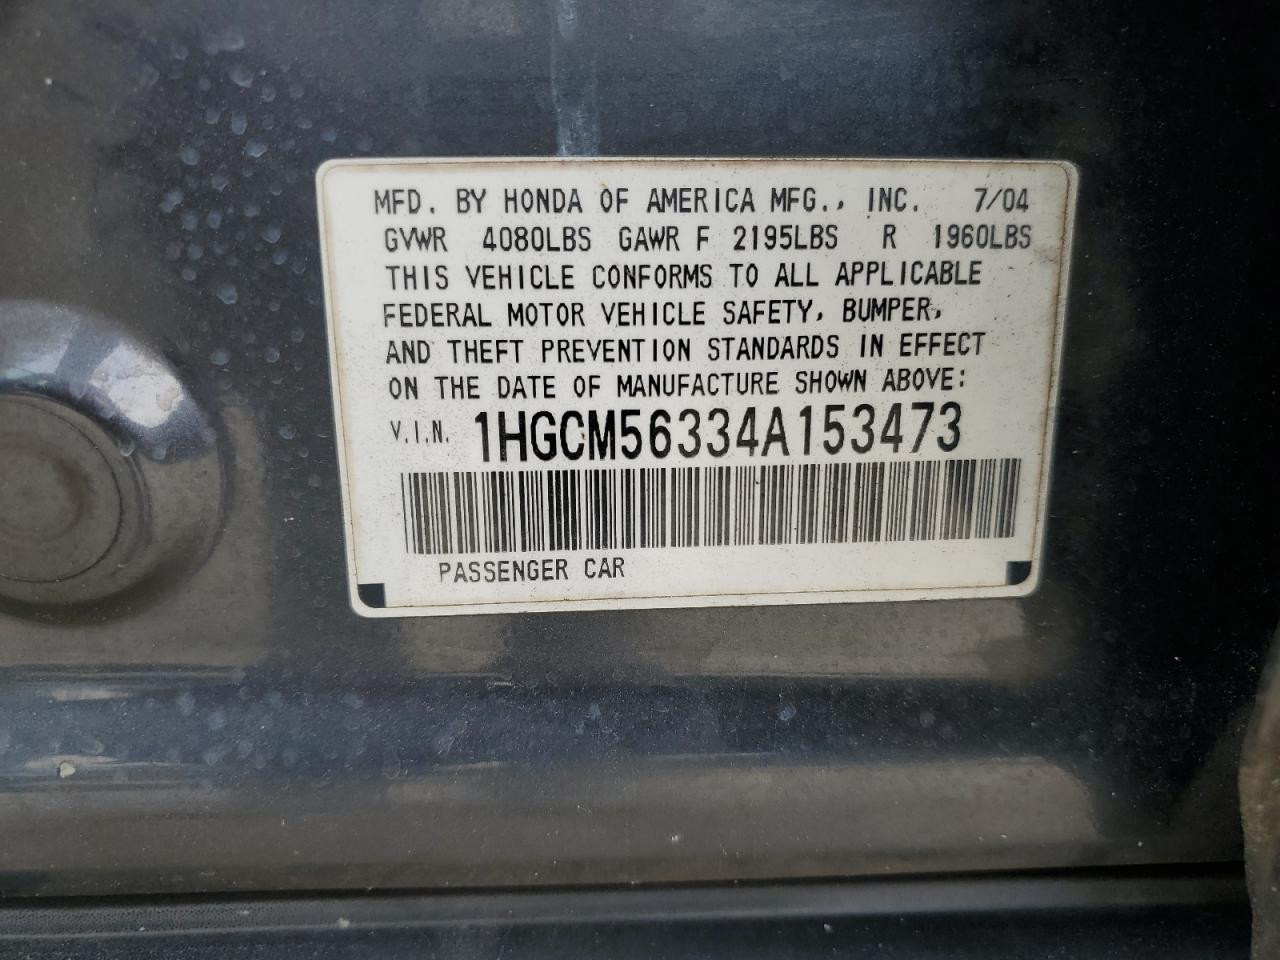 MFD. BY HONDA OF AMERICA MFG., INC. 7/04
GVWR 4080LBS GAWR F 2195LBS R 1960LBS
THIS VEHICLE CONFORMS TO ALL APPLICABLE
FEDERAL MOTOR VEHICLE SAFETY, BUMPER,
AND THEFT PREVENTION STANDARDS IN EFFECT
ON THE DATE OF MANUFACTURE SHOWN ABOVE:
V.I.N. 1HGCM56334A153473
PASSENGER CAR